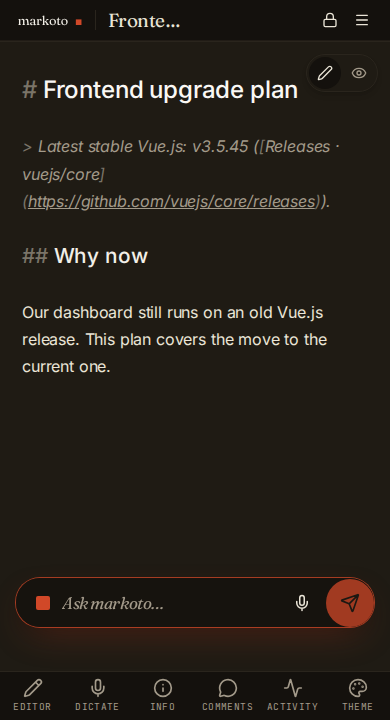 markoto
Fronte...
# Frontend upgrade plan
> Latest stable Vue.js: v3.5.45 ([Releases ·
vuejs/core]
(https://github.com/vuejs/core/releases)).
## Why now
Our dashboard still runs on an old Vue.js
release. This plan covers the move to the
current one.
Ask markoto...
EDITOR DICTATE INFO COMMENTS ACTIVITY THEME